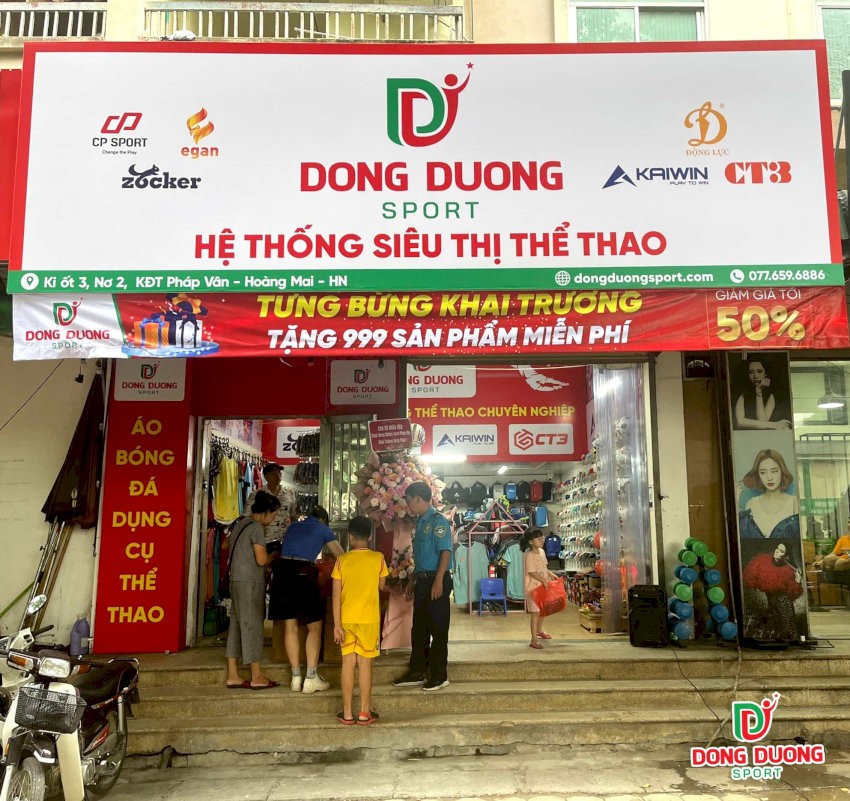 DONG DUONG
SPORT
HỆ THỐNG SIÊU THỊ THỂ THAO
CP SPORT
Change the Play
egan
zocker
ĐỘNG LỰC
KAIWIN
PLAY TO WIN
CT3
Ki ốt 3, Nơ 2, KĐT Pháp Vân - Hoàng Mai - HN
dongduongsport.com
077.659.6886
DONG DUONG
SPORT
TƯNG BỪNG KHAI TRƯƠNG
TẶNG 999 SẢN PHẨM MIỄN PHÍ
GIẢM GIÁ TỚI
50%
DONG DUONG
SPORT
ÁO
BÓNG
ĐÁ
DỤNG
CỤ
THỂ
THAO
DONG DUONG
SPORT
DONG DUONG
SPORT
THỂ THAO CHUYÊN NGHIỆP
KAIWIN
CT3
DONG DUONG
SPORT